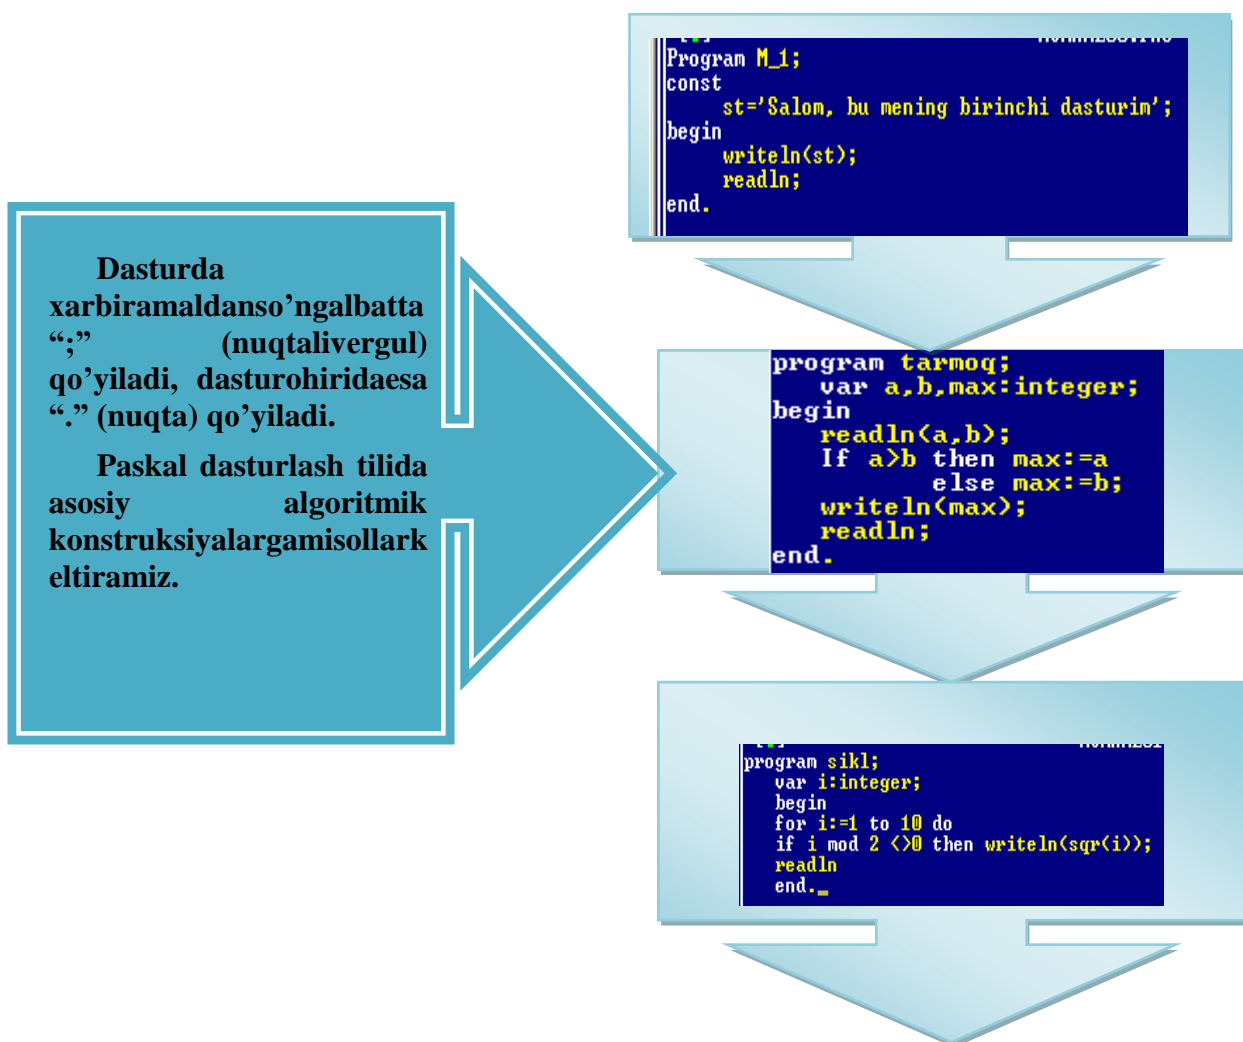 Dasturda
xarbiramaldanso’ngalbatta
“;” (nuqtalivergul)
qo’yiladi, dasturohiridaesa
“.” (nuqta) qo’yiladi.
Paskal dasturlash tilida
asosiy algoritmik
konstruksiyalargamisollark
eltiramiz.
Program M_1;
const
st='Salom, bu mening birinchi dasturim';
begin
writeln(st);
readln;
end.
program tarmoq;
var a,b,max:integer;
begin
readln(a,b);
If a>b then max:=a
else max:=b;
writeln(max);
readln;
end.
program sikl;
var i:integer;
begin
for i:=1 to 10 do
if i mod 2 <>0 then writeln(sqr(i));
readln
end._